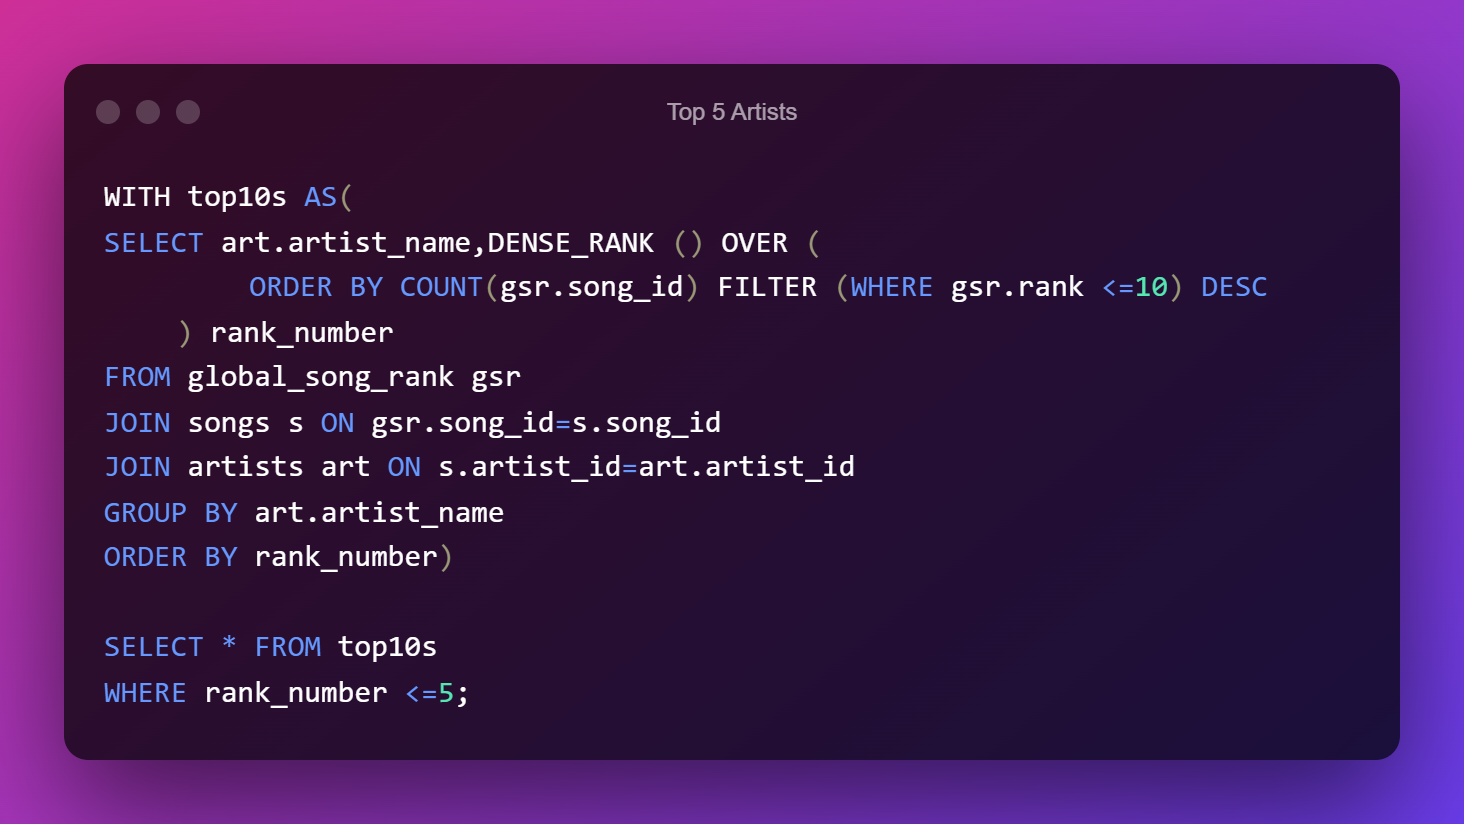 Top 5 Artists
WITH top10s AS(
SELECT art.artist_name,DENSE_RANK () OVER (
ORDER BY COUNT(gsr.song_id) FILTER (WHERE gsr.rank <=10) DESC
) rank_number
FROM global_song_rank gsr
JOIN songs s ON gsr.song_id=s.song_id
JOIN artists art ON s.artist_id=art.artist_id
GROUP BY art.artist_name
ORDER BY rank_number)
SELECT * FROM top10s
WHERE rank_number <=5;